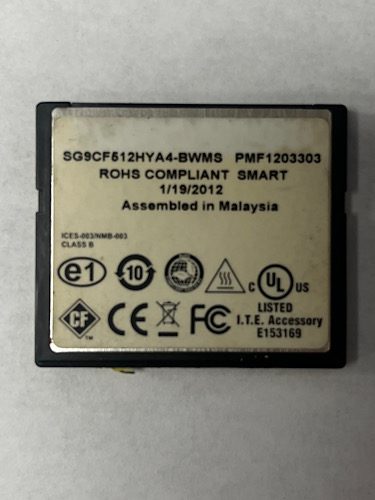 SG9CF512HYA4-BWMS PMF1203303
ROHS COMPLIANT SMART
1/19/2012
Assembled in Malaysia
ICES-003/NMB-003
CLASS B
e1 10 C UL US
LISTED
I.T.E. Accessory
E153169
CF TM CE FC